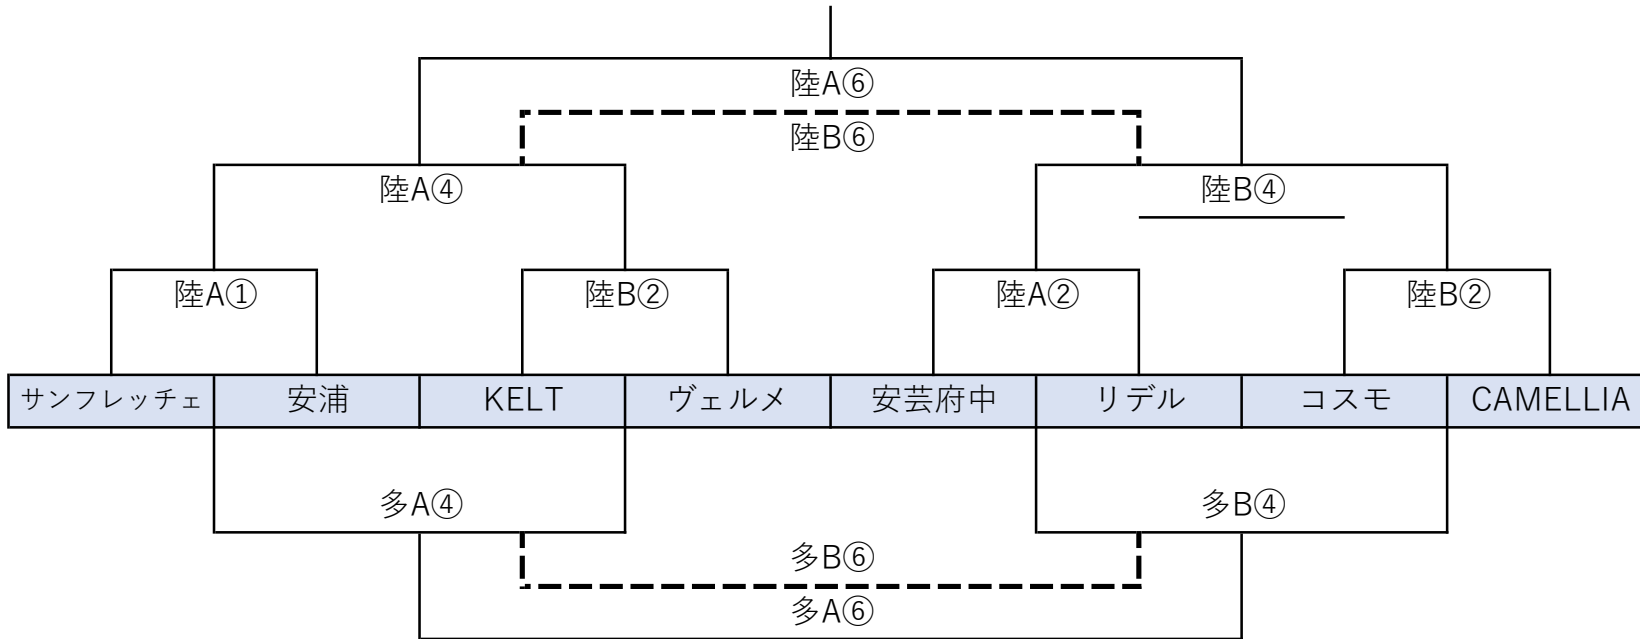 陸A⑥
陸B⑥
陸A④ 陸B④
陸A① 陸B② 陸A② 陸B②
サンフレッチェ 安浦 KELT ヴェルメ 安芸府中 リデル コスモ CAMELLIA
多A④ 多B④
多B⑥
多A⑥